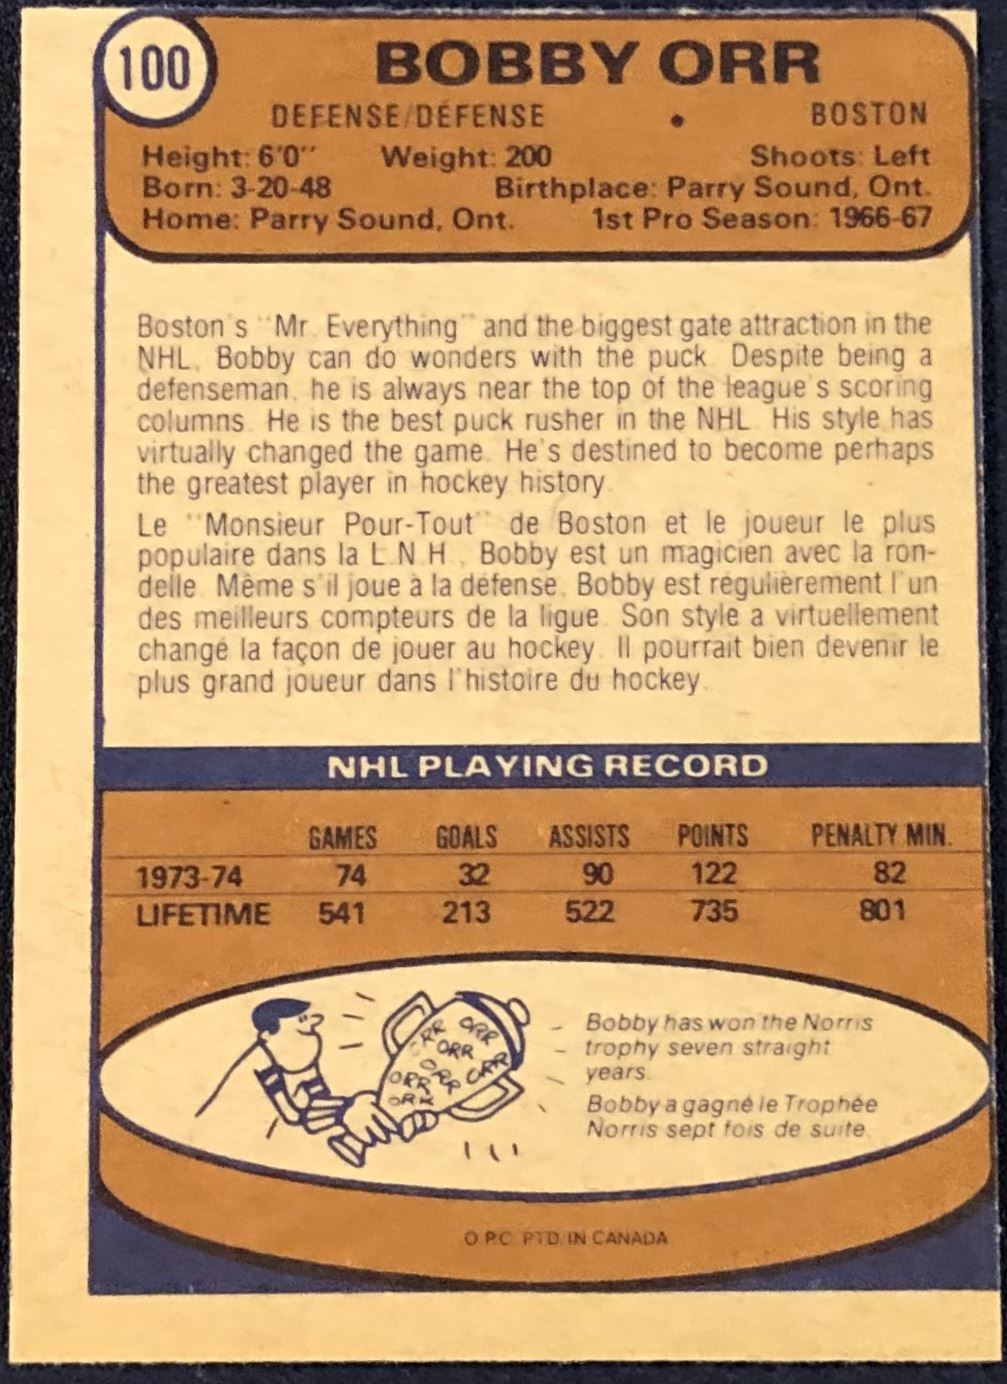 100
BOBBY ORR
DEFENSE/DÉFENSE • BOSTON
Height: 6'0" Weight: 200 Shoots: Left
Born: 3-20-48 Birthplace: Parry Sound, Ont.
Home: Parry Sound, Ont. 1st Pro Season: 1966-67
Boston's "Mr. Everything" and the biggest gate attraction in the
NHL, Bobby can do wonders with the puck. Despite being a
defenseman, he is always near the top of the league's scoring
columns. He is the best puck rusher in the NHL. His style has
virtually changed the game. He's destined to become perhaps
the greatest player in hockey history.
Le "Monsieur Pour-Tout" de Boston et le joueur le plus
populaire dans la L.N.H., Bobby est un magicien avec la ron-
delle. Même s'il joue à la défense, Bobby est régulièrement l'un
des meilleurs compteurs de la ligue. Son style a virtuellement
changé la façon de jouer au hockey. Il pourrait bien devenir le
plus grand joueur dans l'histoire du hockey.
NHL PLAYING RECORD
GAMES GOALS ASSISTS POINTS PENALTY MIN.
1973-74 74 32 90 122 82
LIFETIME 541 213 522 735 801
ORR ORR
ORR
ORR ORR
ORR
ORR
Bobby has won the Norris
trophy seven straight
years.
Bobby a gagné le Trophée
Norris sept fois de suite.
O.P.C. PTD. IN CANADA